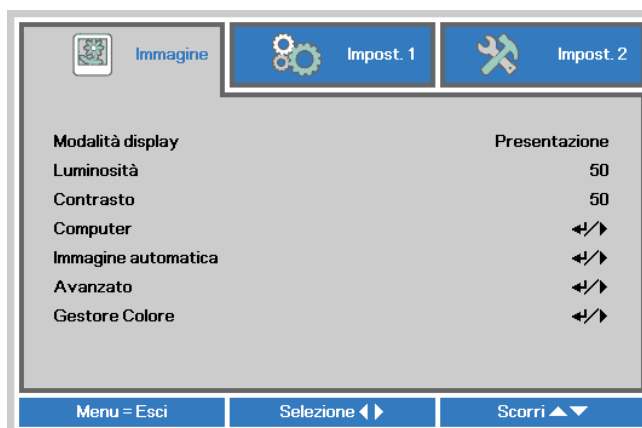 Immagine Impost. 1 Impost. 2
Modalità display Presentazione
Luminosità 50
Contrasto 50
Computer
Immagine automatica
Avanzato
Gestore Colore
Menu = Esci Selezione Scorri